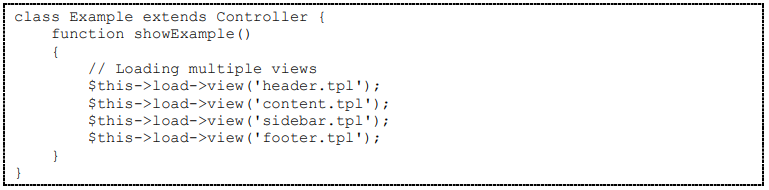 class Example extends Controller {
    function showExample()
    {
        // Loading multiple views
        $this->load->view('header.tpl');
        $this->load->view('content.tpl');
        $this->load->view('sidebar.tpl');
        $this->load->view('footer.tpl');
    }
}